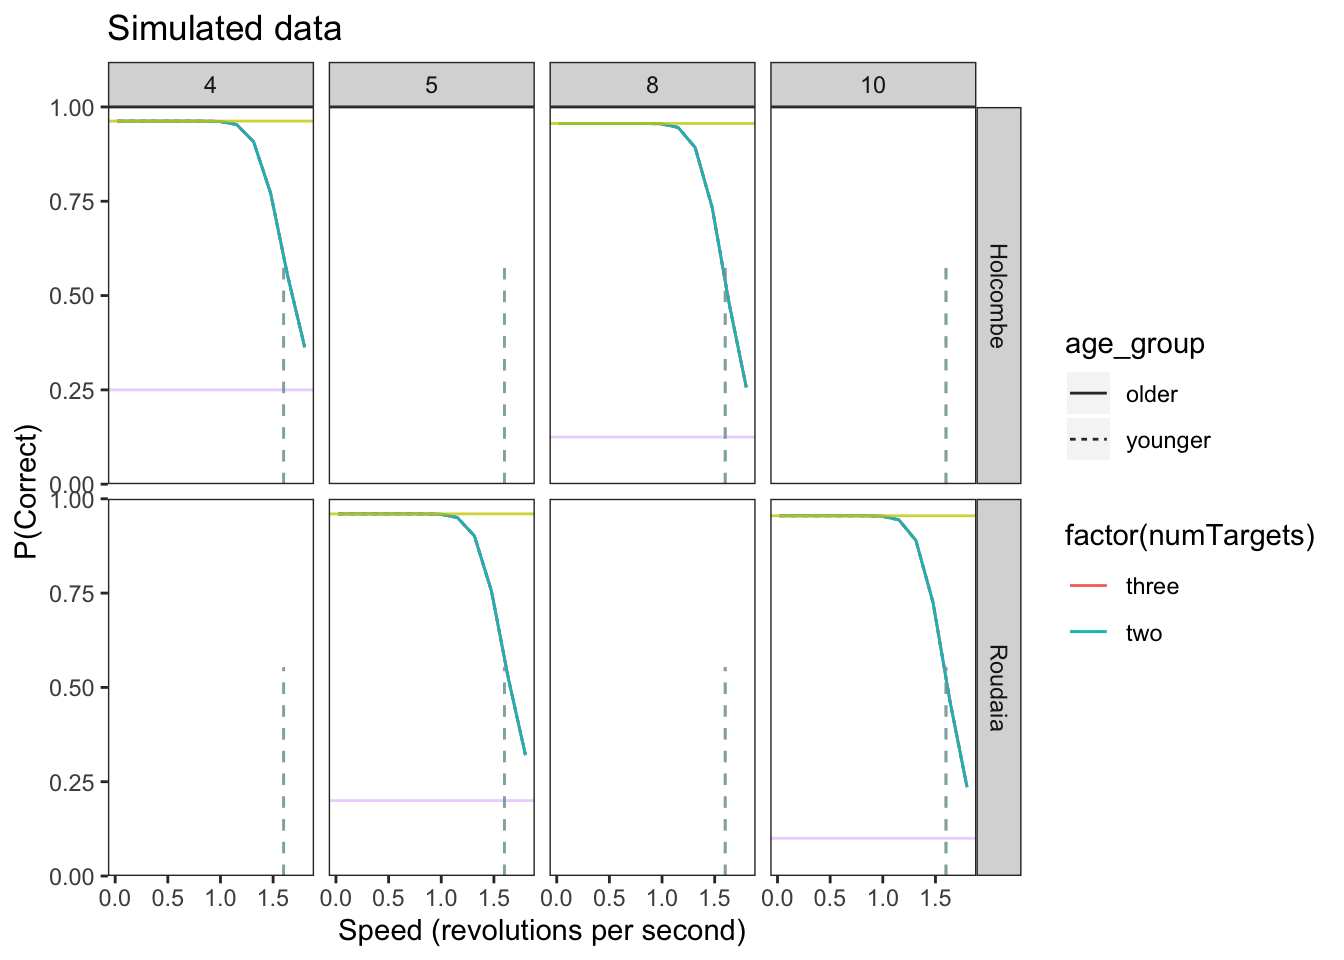 Simulated data
4 5 8 10
1.00
0.75
0.50
0.25
0.00
Holcombe
1.00
0.75
0.50
0.25
0.00
Roudaia
P(Correct)
0.0 0.5 1.0 1.5 0.0 0.5 1.0 1.5 0.0 0.5 1.0 1.5 0.0 0.5 1.0 1.5
Speed (revolutions per second)
age_group
older
younger
factor(numTargets)
three
two